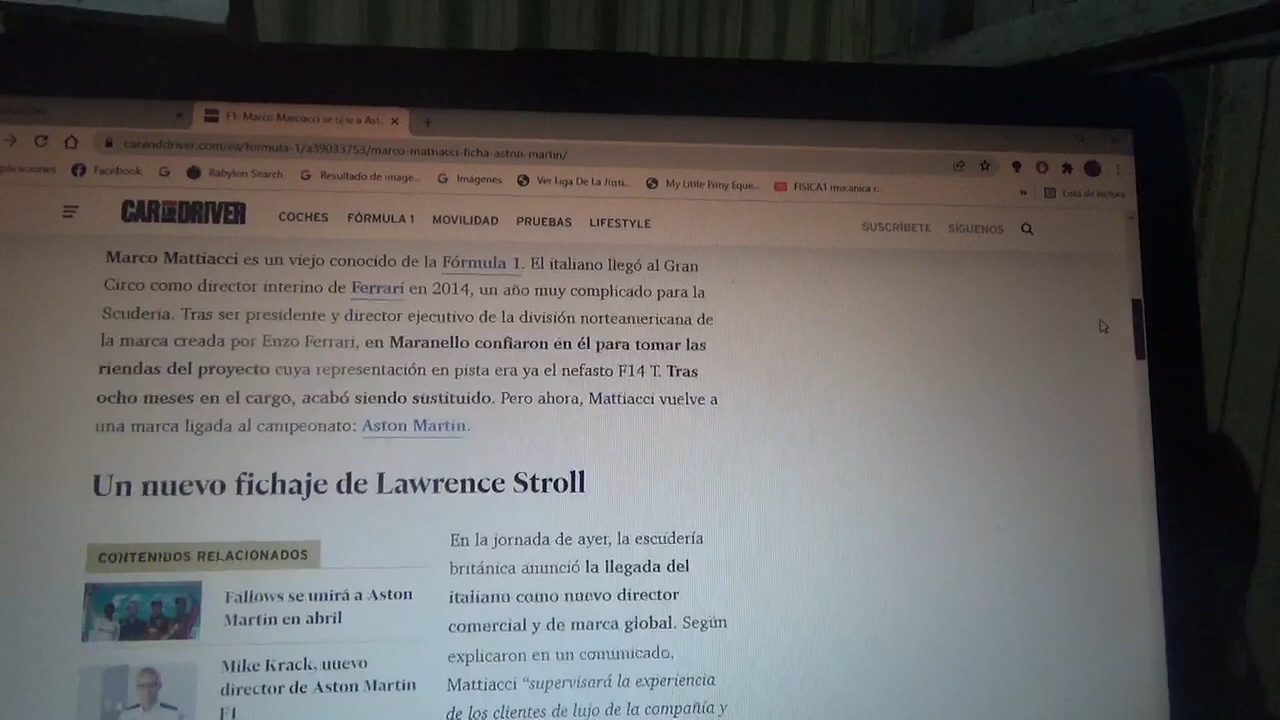 F1: Marco Mattiacci se une a Ast
caranddriver.com/es/formula-1/a39033753/marco-mattiacci-ficha-aston-martin/
Facebook
Babylon Search
Resultado de image...
Imágenes
Ver Liga De La Justi...
My Little Pony Eque...
FISICA1 (mecánica c...
Lista de lectura
CAR AND DRIVER
COCHES FÓRMULA 1 MOVILIDAD PRUEBAS LIFESTYLE
SUSCRÍBETE SÍGUENOS
Marco Mattiacci es un viejo conocido de la Fórmula 1. El italiano llegó al Gran
Circo como director interino de Ferrari en 2014, un año muy complicado para la
Scuderia. Tras ser presidente y director ejecutivo de la división norteamericana de
la marca creada por Enzo Ferrari, en Maranello confiaron en él para tomar las
riendas del proyecto cuya representación en pista era ya el nefasto F14 T. Tras
ocho meses en el cargo, acabó siendo sustituido. Pero ahora, Mattiacci vuelve a
una marca ligada al campeonato: Aston Martin.
Un nuevo fichaje de Lawrence Stroll
CONTENIDOS RELACIONADOS
Fallows se unirá a Aston
Martin en abril
Mike Krack, nuevo
director de Aston Martin
F1
En la jornada de ayer, la escudería
británica anunció la llegada del
italiano como nuevo director
comercial y de marca global. Según
explicaron en un comunicado,
Mattiacci “supervisará la experiencia
de los clientes de lujo de la compañía y